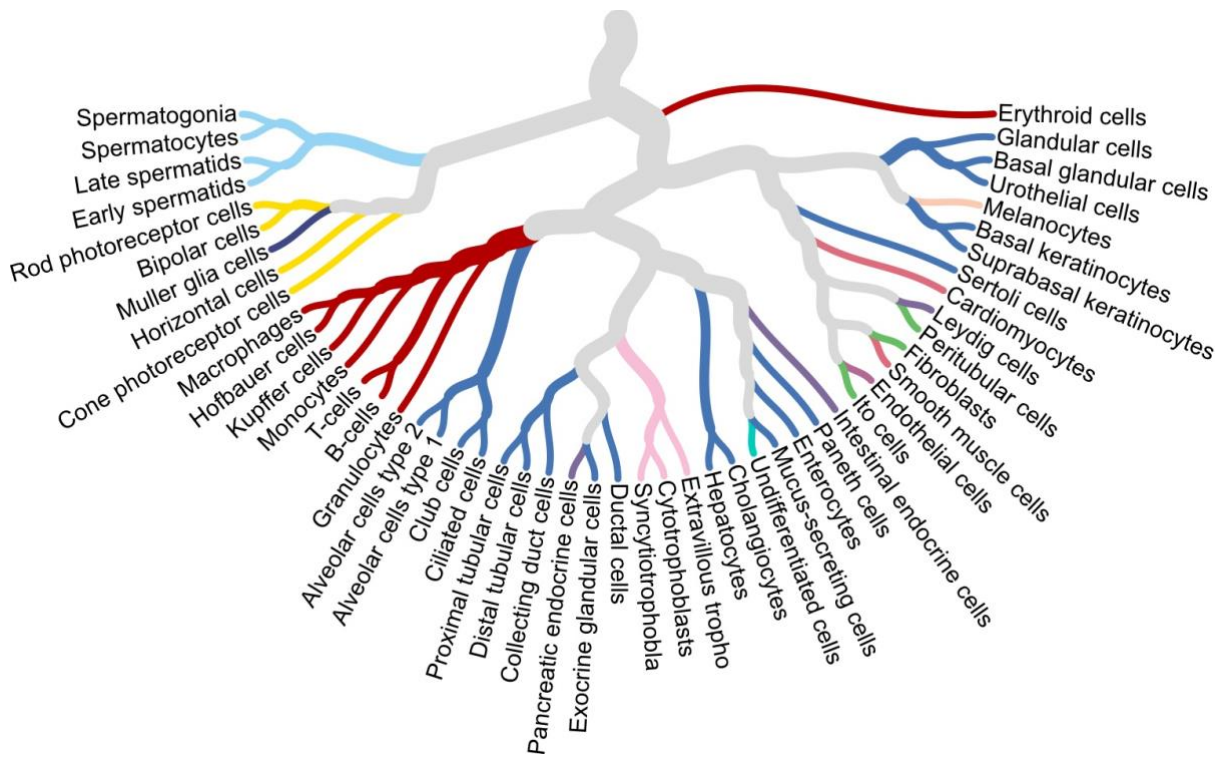 Spermatogonia
Spermatocytes
Late spermatids
Early spermatids
Rod photoreceptor cells
Bipolar cells
Muller glia cells
Horizontal cells
Cone photoreceptor cells
Macrophages
Hofbauer cells
Kupffer cells
Monocytes
T-cells
B-cells
Granulocytes
Alveolar cells type 2
Alveolar cells type 1
Club cells
Ciliated cells
Proximal tubular cells
Distal tubular cells
Collecting duct cells
Pancreatic endocrine cells
Exocrine glandular cells
Ductal cells
Syncytiotrophobla
Cytotrophoblasts
Extravillous tropho
Hepatocytes
Cholangiocytes
Undifferentiated cells
Mucus-secreting cells
Enterocytes
Paneth cells
Intestinal endocrine cells
Ito cells
Endothelial cells
Smooth muscle cells
Fibroblasts
Peritubular cells
Leydig cells
Cardiomyocytes
Sertoli cells
Suprabasal keratinocytes
Basal keratinocytes
Melanocytes
Urothelial cells
Basal glandular cells
Glandular cells
Erythroid cells